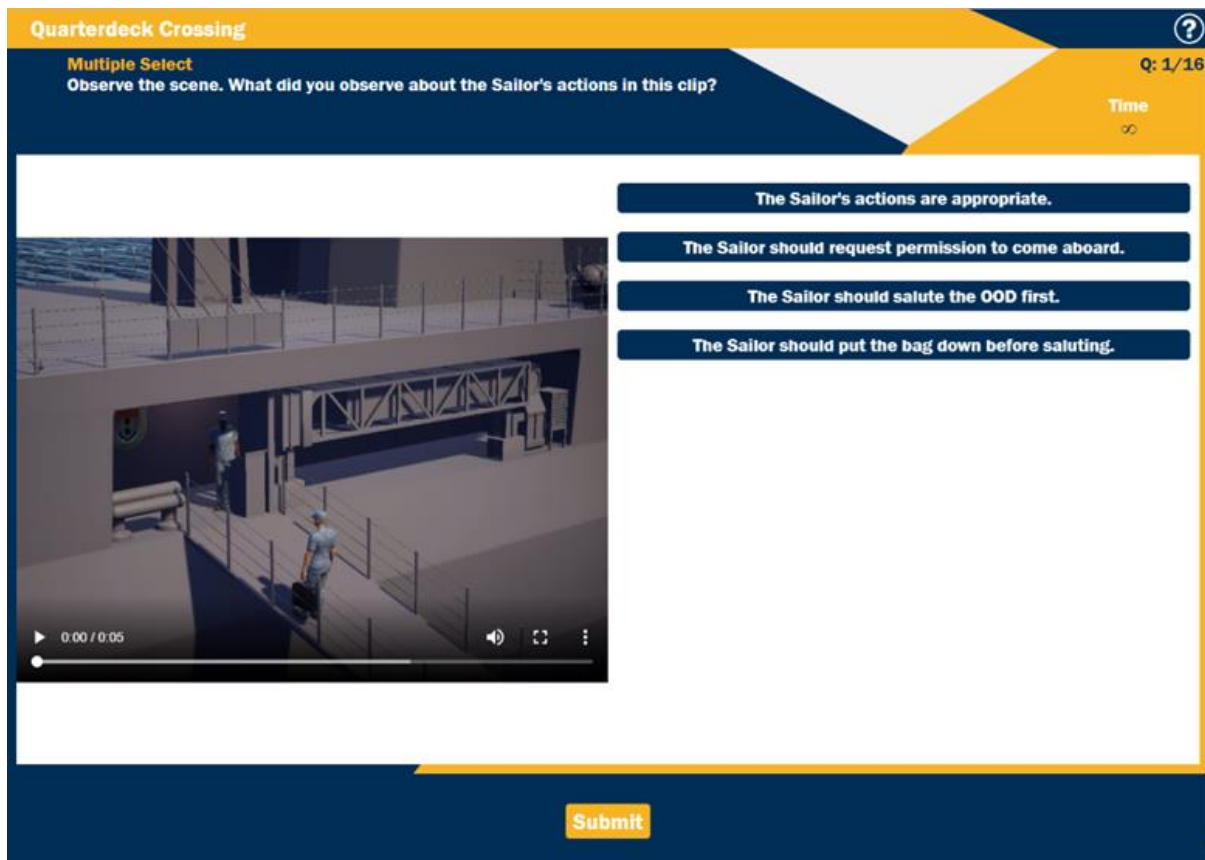 Quarterdeck Crossing
?
Multiple Select
Observe the scene. What did you observe about the Sailor's actions in this clip?
Q: 1/16
Time
∞
The Sailor's actions are appropriate.
The Sailor should request permission to come aboard.
The Sailor should salute the OOD first.
The Sailor should put the bag down before saluting.
0:00 / 0:05
Submit